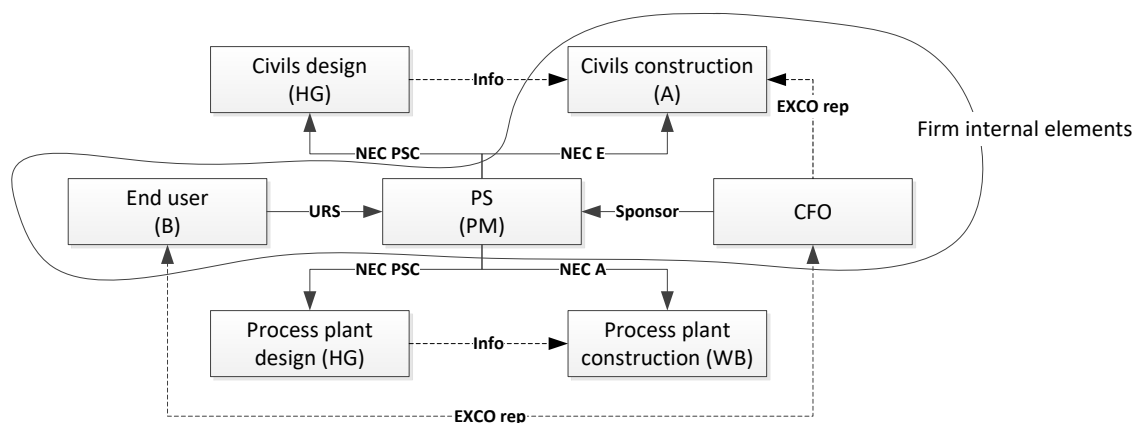 Civils design
(HG)
Info
Civils construction
(A)
EXCO rep
Firm internal elements
NEC PSC
NEC E
End user
(B)
URS
PS
(PM)
Sponsor
CFO
NEC PSC
NEC A
Process plant
design (HG)
Info
Process plant
construction (WB)
EXCO rep